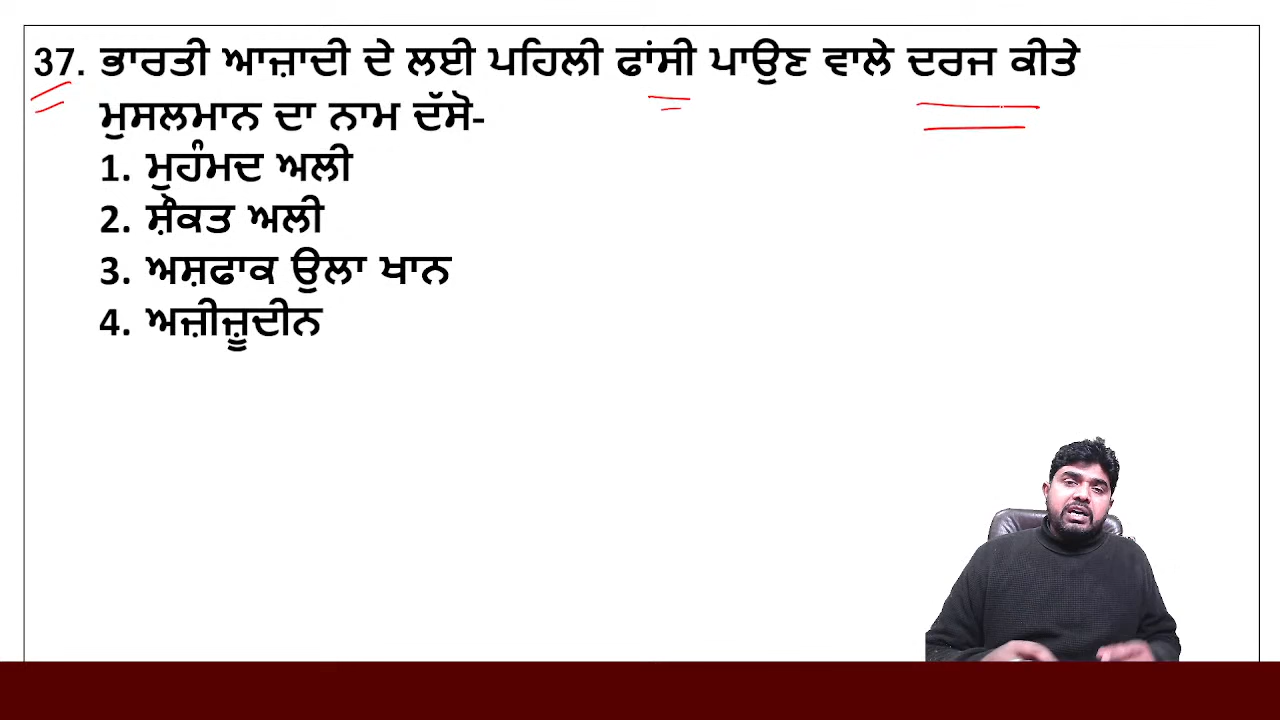 37. ਭਾਰਤੀ ਆਜ਼ਾਦੀ ਦੇ ਲਈ ਪਹਿਲੀ ਫਾਂਸੀ ਪਾਉਣ ਵਾਲੇ ਦਰਜ ਕੀਤੇ
ਮੁਸਲਮਾਨ ਦਾ ਨਾਮ ਦੱਸੋ-
1. ਮੁਹੰਮਦ ਅਲੀ
2. ਸ਼ੌਕਤ ਅਲੀ
3. ਅਸ਼ਫਾਕ ਉਲਾ ਖਾਨ
4. ਅਜ਼ੀਜ਼ੂਦੀਨ